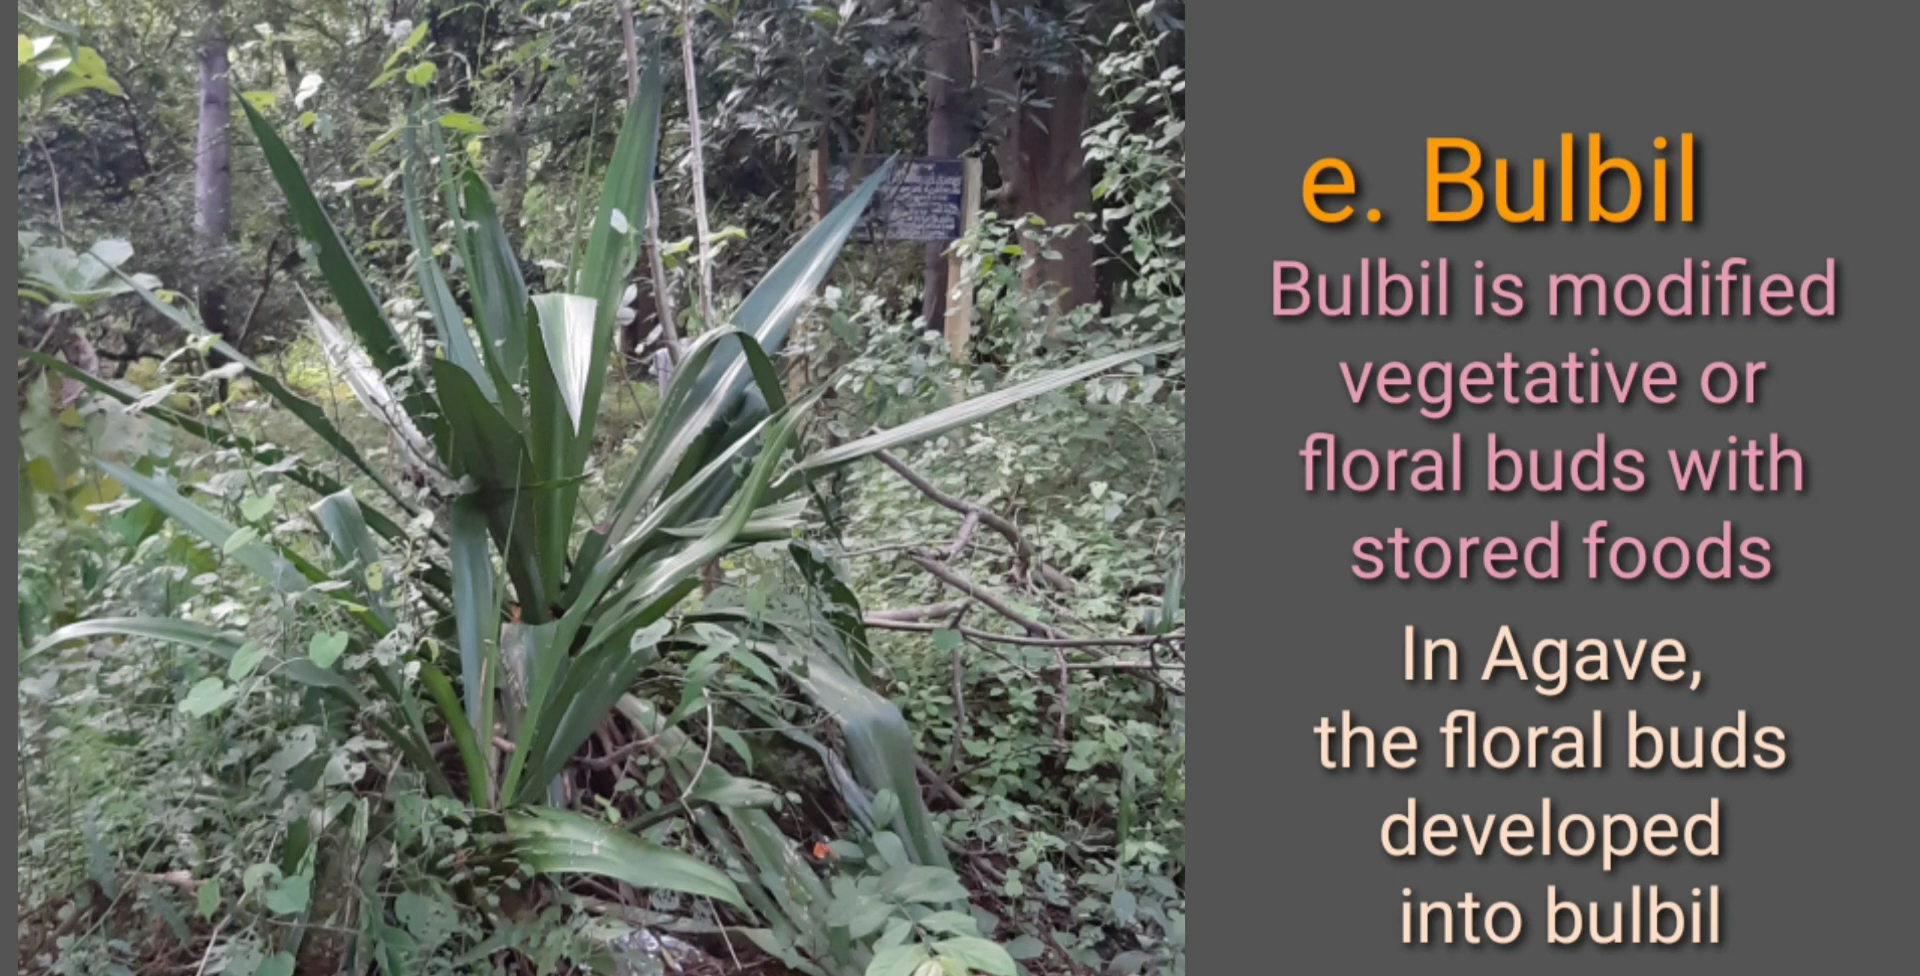 e. Bulbil
Bulbil is modified
vegetative or
floral buds with
stored foods
In Agave,
the floral buds
developed
into bulbil